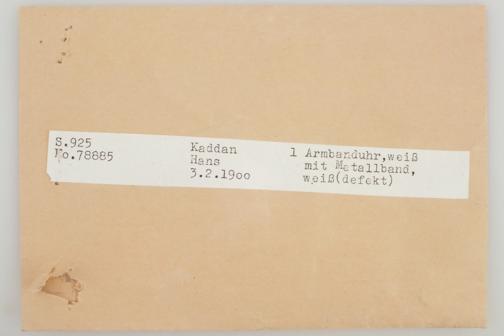 S.925 Kaddan 1 Armbanduhr,weiß
No.78885 Hans mit Metallband,
3.2.19oo weiß(defekt)